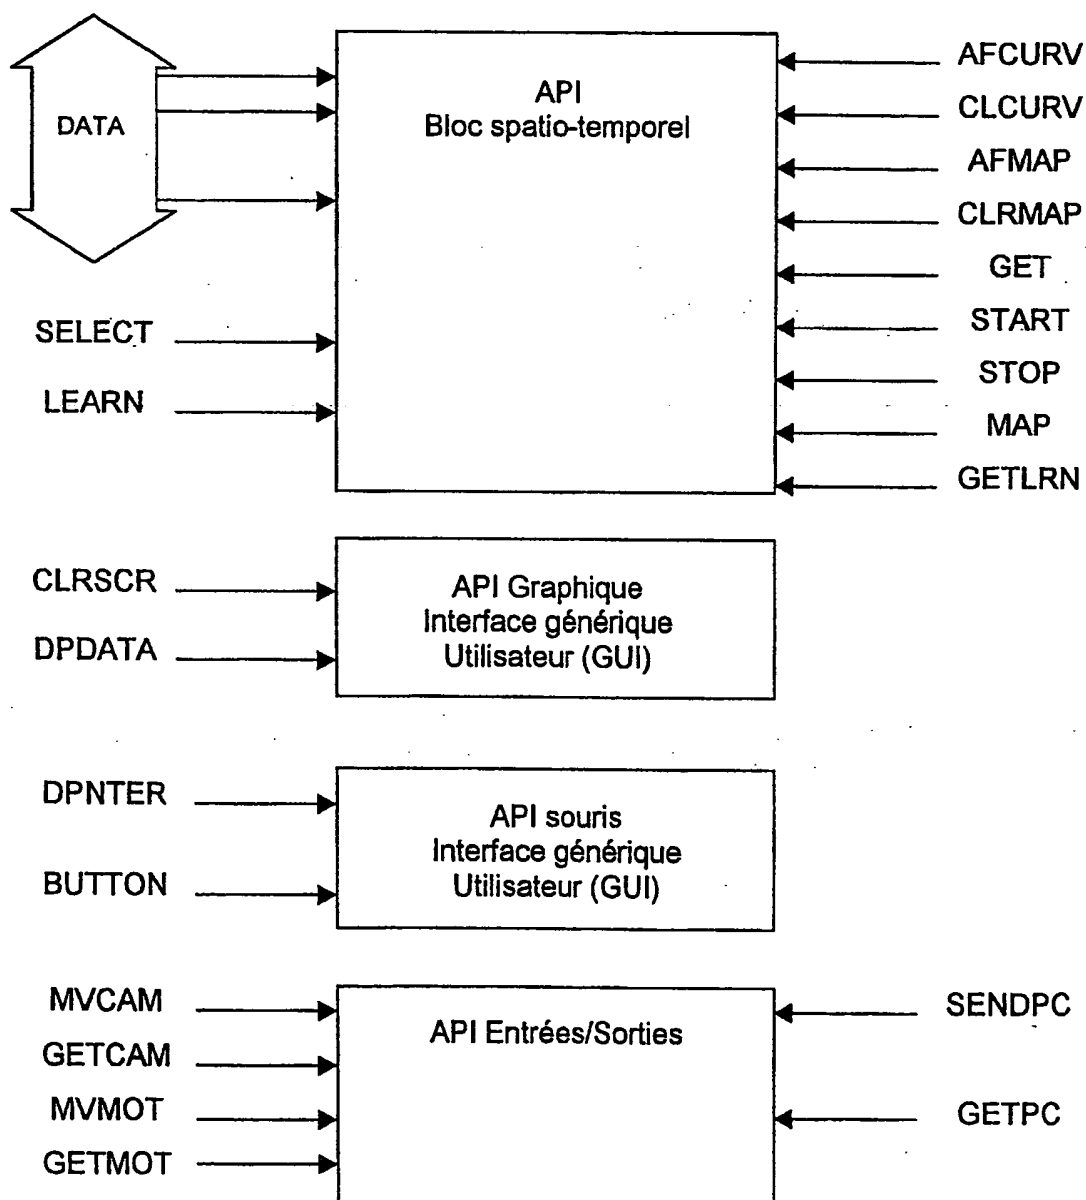 DATA
SELECT
LEARN
API
Bloc spatio-temporel
AFCURV
CLCURV
AFMAP
CLRMAP
GET
START
STOP
MAP
GETLRN
CLRSCR
DPDATA
API Graphique
Interface générique
Utilisateur (GUI)
DPNTER
BUTTON
API souris
Interface générique
Utilisateur (GUI)
MVCAM
GETCAM
MVMOT
GETMOT
API Entrées/Sorties
SENDPC
GETPC